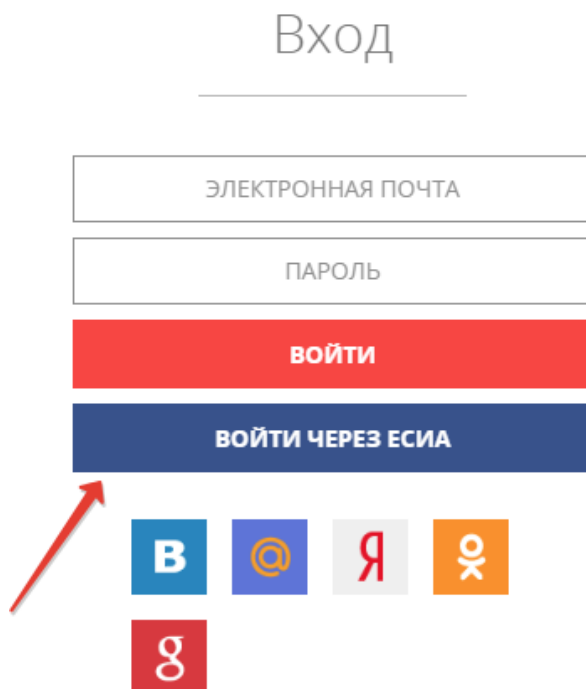 Вход
ЭЛЕКТРОННАЯ ПОЧТА
ПАРОЛЬ
ВОЙТИ
ВОЙТИ ЧЕРЕЗ ЕСИА
В @ Я
g